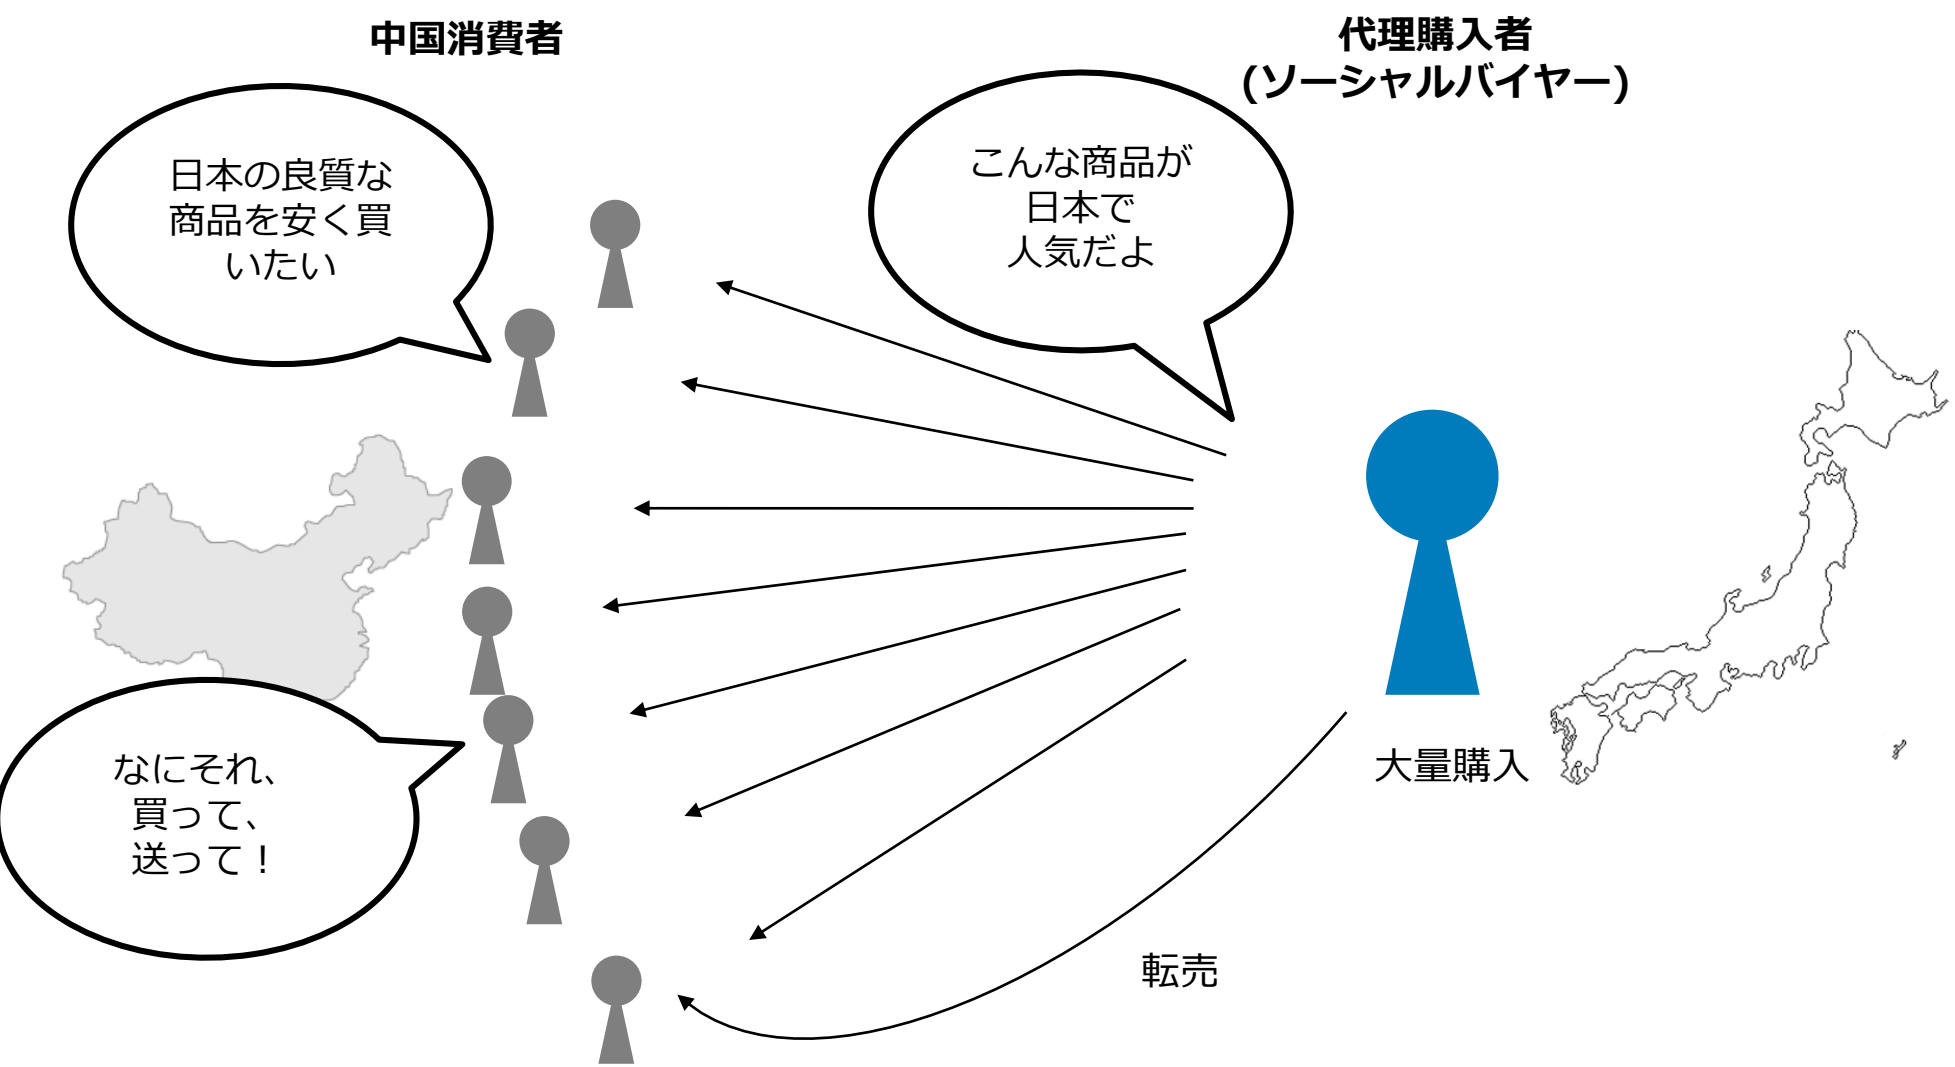 中国消費者
代理購入者
(ソーシャルバイヤー)
日本の良質な
商品を安く買
いたい
こんな商品が
日本で
人気だよ
なにそれ、
買って、
送って！
大量購入
転売